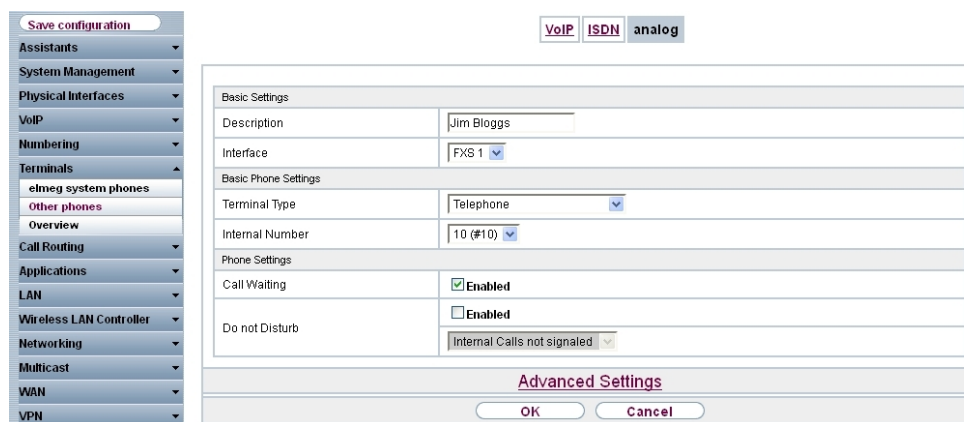 Save configuration
Assistants
System Management
Physical Interfaces
VoIP
Numbering
Terminals
elmeg system phones
Other phones
Overview
Call Routing
Applications
LAN
Wireless LAN Controller
Networking
Multicast
WAN
VPN
VoIP ISDN analog
Basic Settings
Description Jim Bloggs
Interface FXS 1
Basic Phone Settings
Terminal Type Telephone
Internal Number 10 (#10)
Phone Settings
Call Waiting Enabled
Do not Disturb Enabled
Internal Calls not signaled
Advanced Settings
OK Cancel